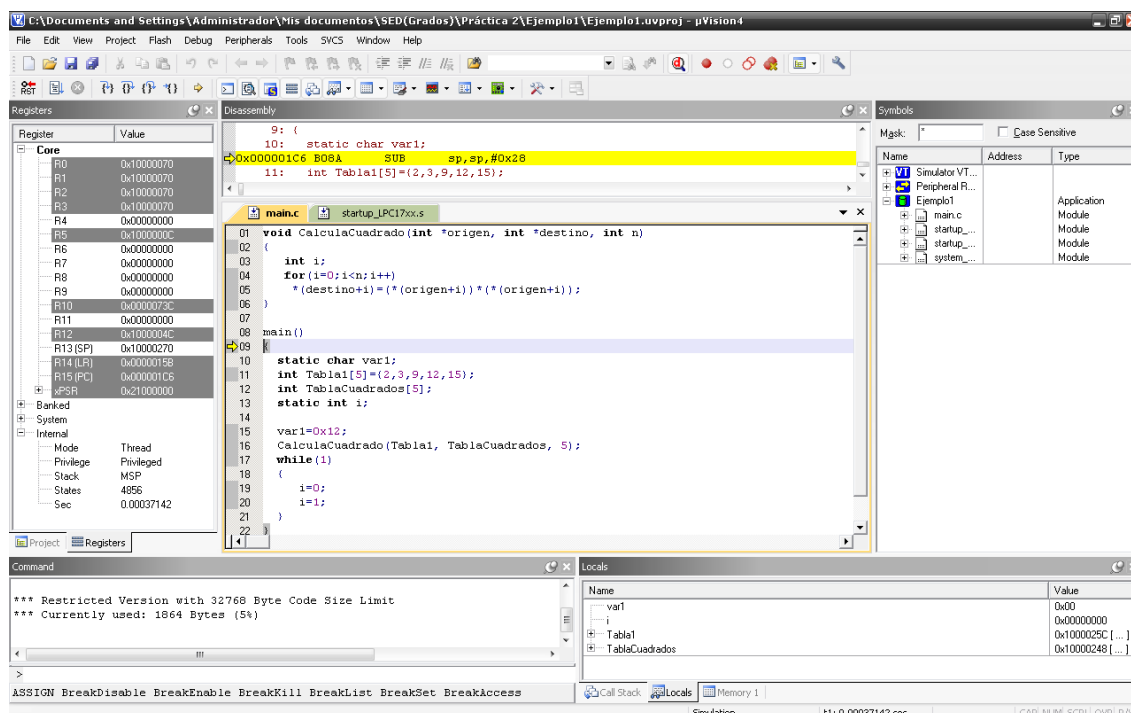 C:\Documents and Settings\Administrador\Mis documentos\SED(Grados)\Práctica 2\Ejemplo1\Ejemplo1.uvproj - µVision4
File Edit View Project Flash Debug Peripherals Tools SVCS Window Help
RST
Registers
Register Value
Core
R0 0x10000070
R1 0x10000070
R2 0x10000070
R3 0x10000070
R4 0x00000000
R5 0x1000000C
R6 0x00000000
R7 0x00000000
R8 0x00000000
R9 0x00000000
R10 0x0000073C
R11 0x00000000
R12 0x1000004C
R13 (SP) 0x10000270
R14 (LR) 0x0000015B
R15 (PC) 0x000001C6
xPSR 0x21000000
Banked
System
Internal
Mode Thread
Privilege Privileged
Stack MSP
States 4856
Sec 0.00037142
Project Registers
Disassembly
9: {
10: static char var1;
0x000001C6 B08A SUB sp,sp,#0x28
11: int Tabla1[5]={2,3,9,12,15};
main.c startup_LPC17xx.s
01 void CalculaCuadrado(int *origen, int *destino, int n)
02 {
03 int i;
04 for(i=0;i<n;i++)
05 *(destino+i)=(*(origen+i))*(*(origen+i));
06 }
07
08 main()
09 {
10 static char var1;
11 int Tabla1[5]={2,3,9,12,15};
12 int TablaCuadrados[5];
13 static int i;
14
15 var1=0x12;
16 CalculaCuadrado(Tabla1, TablaCuadrados, 5);
17 while(1)
18 {
19 i=0;
20 i=1;
21 }
22 }
Symbols
Mask: * Case Sensitive
Name Address Type
Simulator VT...
Peripheral R...
Ejemplo1 Application
main.c Module
startup_... Module
startup_... Module
system_... Module
Command
*** Restricted Version with 32768 Byte Code Size Limit
*** Currently used: 1864 Bytes (5%)
>
ASSIGN BreakDisable BreakEnable BreakKill BreakList BreakSet BreakAccess
Locals
Name Value
var1 0x00
i 0x00000000
Tabla1 0x1000025C [ ... ]
TablaCuadrados 0x10000248 [ ... ]
Call Stack Locals Memory 1
Simulation t1: 0.00037142 sec CAP NUM SCRL OVR